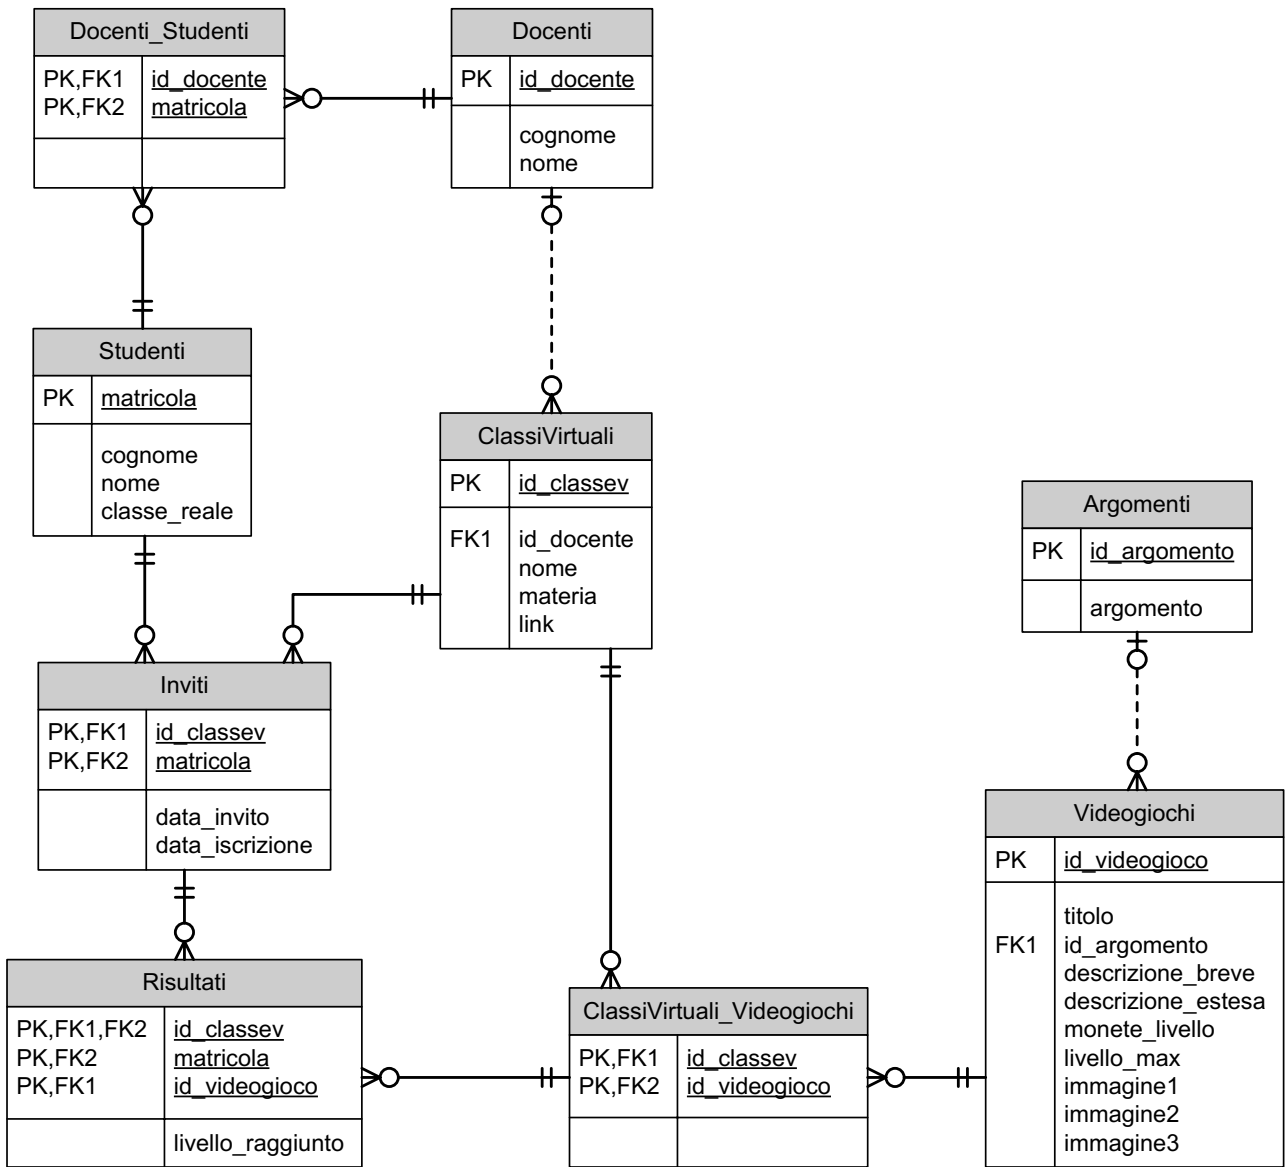 Docenti_Studenti
PK,FK1 id_docente
PK,FK2 matricola
Docenti
PK id_docente
cognome
nome
Studenti
PK matricola
cognome
nome
classe_reale
ClassiVirtuali
PK id_classev
FK1 id_docente
nome
materia
link
Argomenti
PK id_argomento
argomento
Inviti
PK,FK1 id_classev
PK,FK2 matricola
data_invito
data_iscrizione
Videogiochi
PK id_videogioco
titolo
FK1 id_argomento
descrizione_breve
descrizione_estesa
monete_livello
livello_max
immagine1
immagine2
immagine3
Risultati
PK,FK1,FK2 id_classev
PK,FK2 matricola
PK,FK1 id_videogioco
livello_raggiunto
ClassiVirtuali_Videogiochi
PK,FK1 id_classev
PK,FK2 id_videogioco